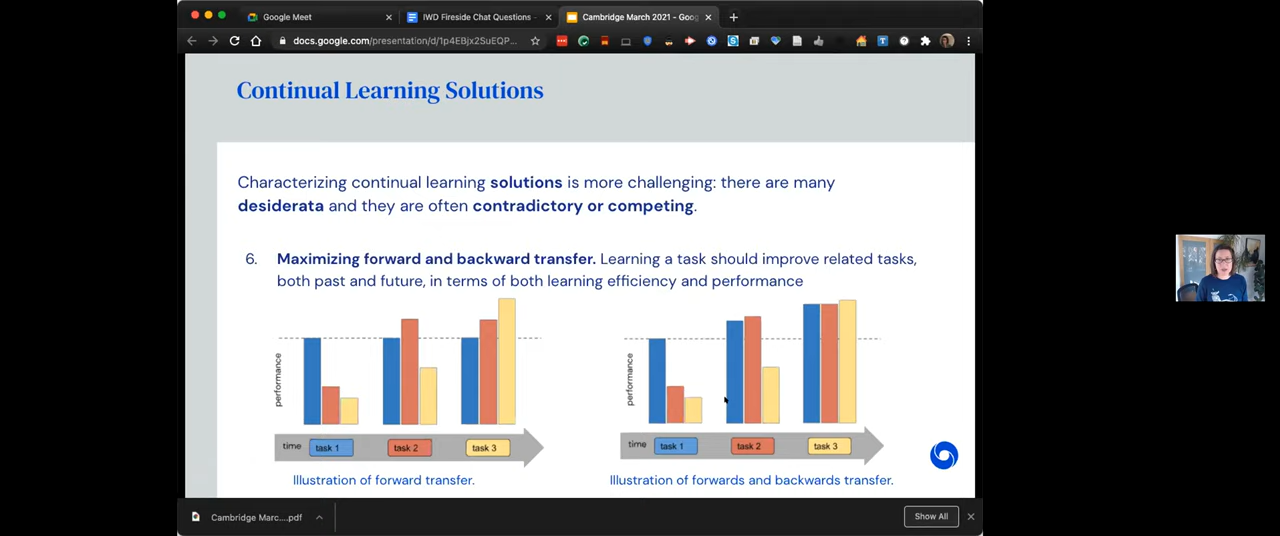 Google Meet
IWD Fireside Chat Questions -
Cambridge March 2021 - Goog
docs.google.com/presentation/d/1p4EBjx2SuEQP...
Continual Learning Solutions
Characterizing continual learning solutions is more challenging: there are many
desiderata and they are often contradictory or competing.
6. Maximizing forward and backward transfer. Learning a task should improve related tasks,
both past and future, in terms of both learning efficiency and performance
performance
time task 1 task 2 task 3
Illustration of forward transfer.
performance
time task 1 task 2 task 3
Illustration of forwards and backwards transfer.
Cambridge Marc....pdf
Show All